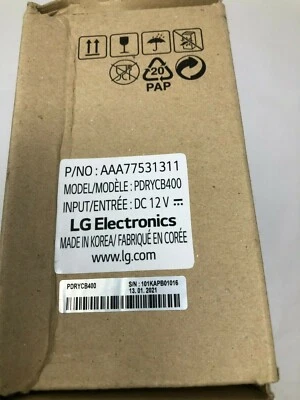 20
PAP
P/NO : AAA77531311
MODEL/MODÈLE : PDRYCB400
INPUT/ENTRÉE : DC 12 V ⎓
LG Electronics
MADE IN KOREA/ FABRIQUÉ EN CORÉE
www.lg.com
PDRYCB400 S/N : 101KAPB01016
13. 01. 2021